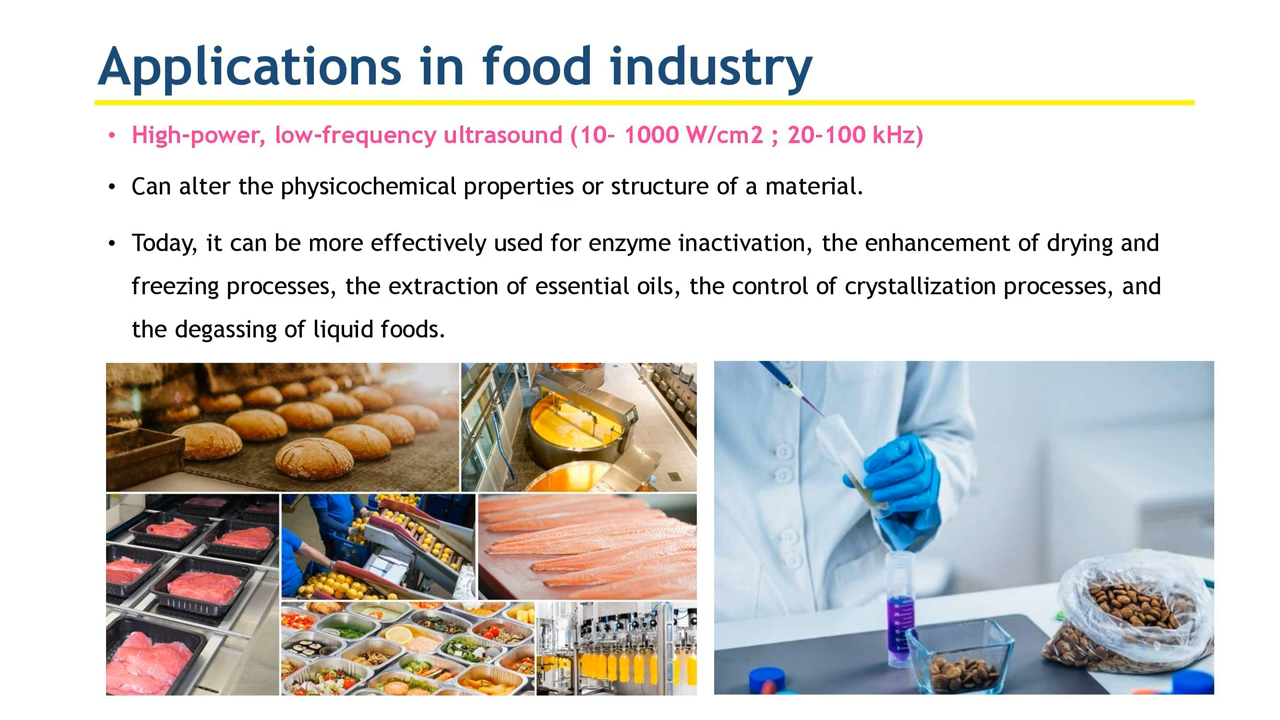 Applications in food industry
• High-power, low-frequency ultrasound (10– 1000 W/cm2 ; 20–100 kHz)
• Can alter the physicochemical properties or structure of a material.
• Today, it can be more effectively used for enzyme inactivation, the enhancement of drying and
freezing processes, the extraction of essential oils, the control of crystallization processes, and
the degassing of liquid foods.